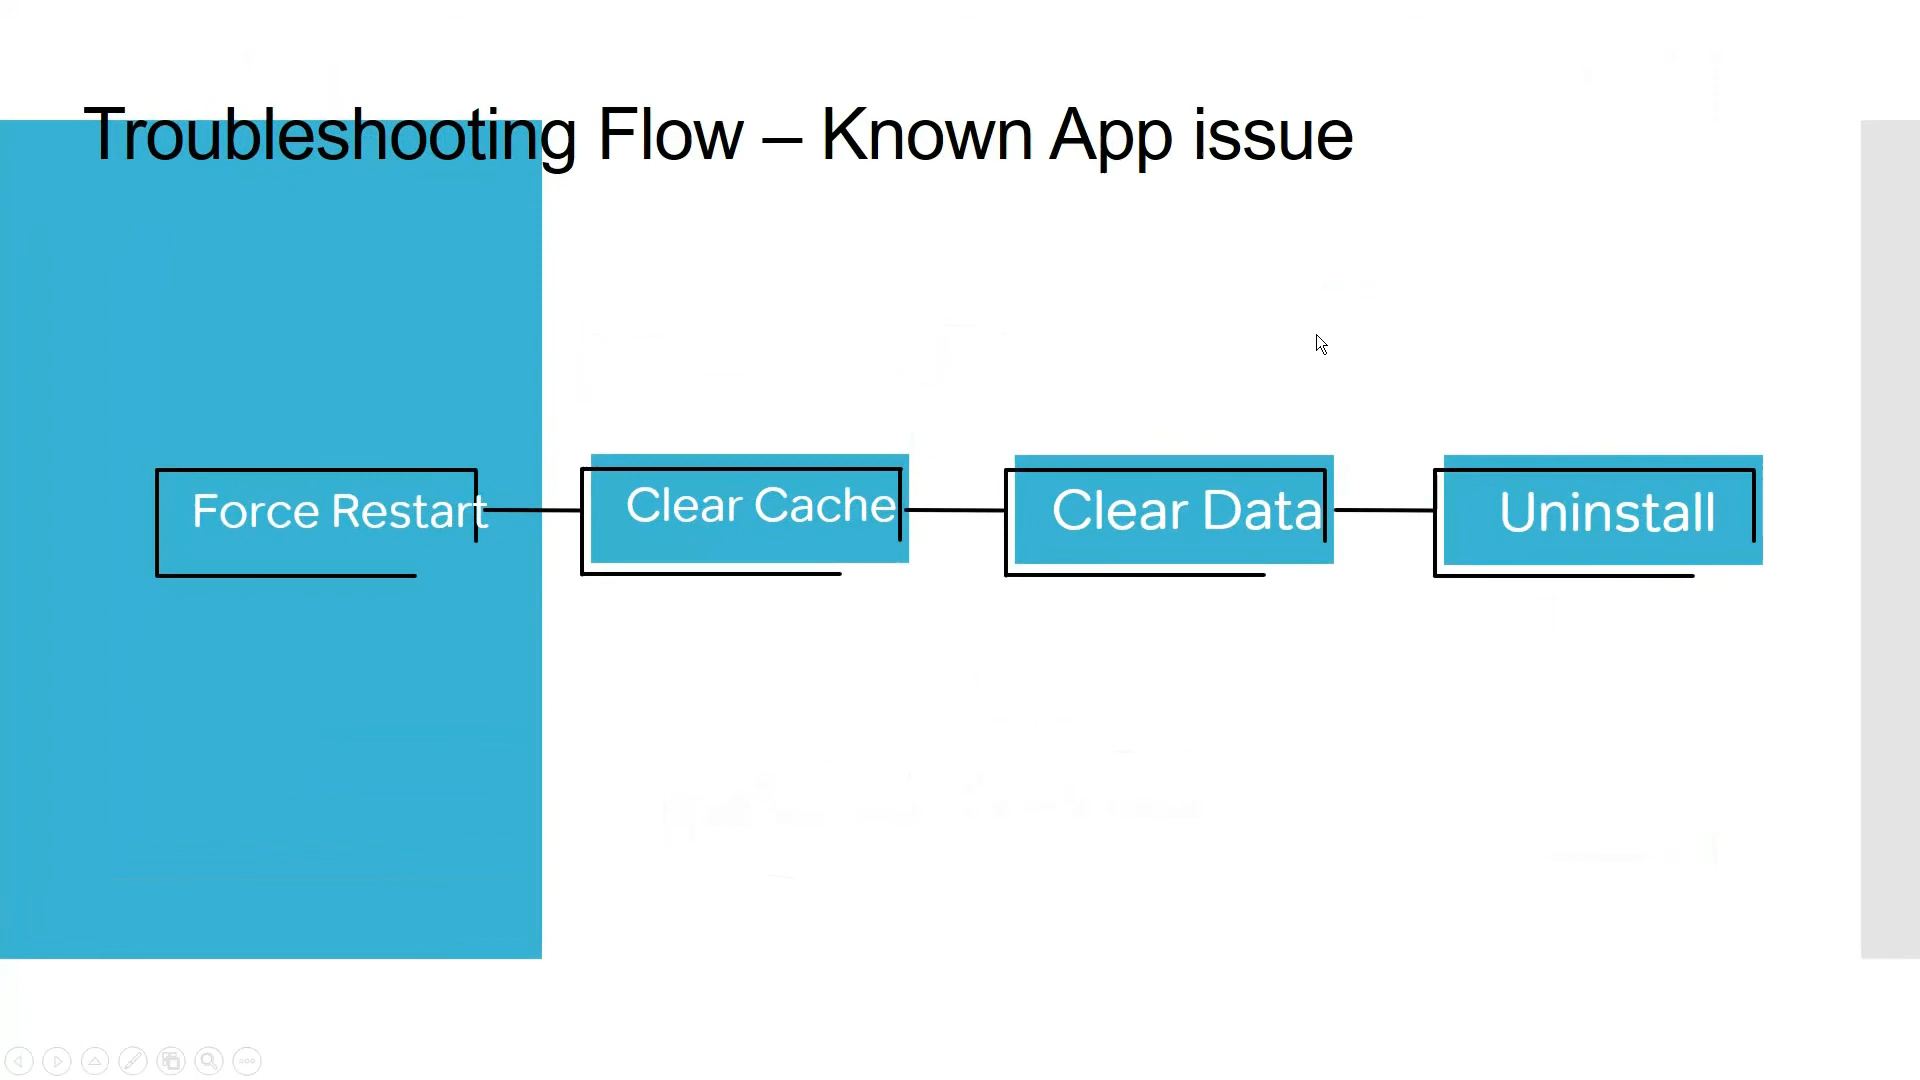 Troubleshooting Flow – Known App issue
Force Restart
Clear Cache
Clear Data
Uninstall